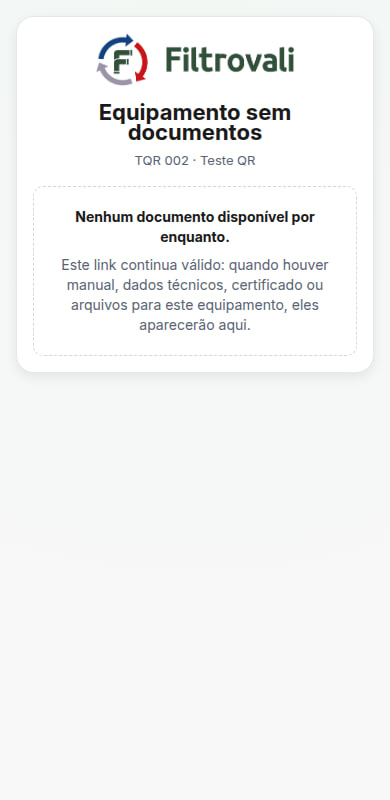 Filtrovali
Equipamento sem
documentos
TQR 002 · Teste QR
Nenhum documento disponível por
enquanto.
Este link continua válido: quando houver
manual, dados técnicos, certificado ou
arquivos para este equipamento, eles
aparecerão aqui.